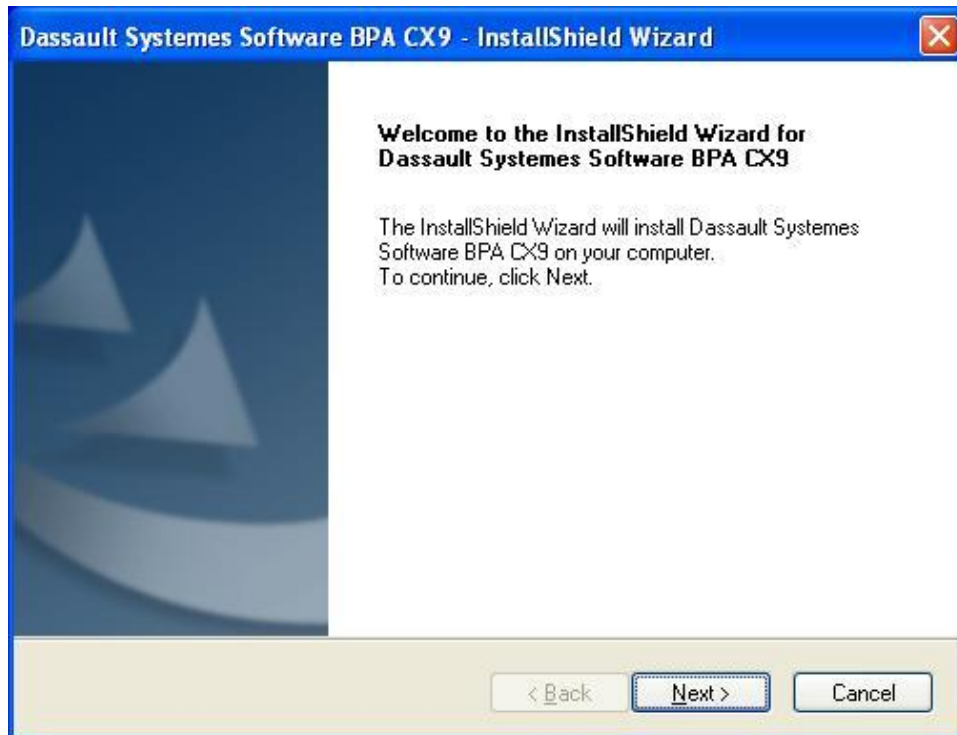 Dassault Systemes Software BPA CX9 - InstallShield Wizard
Welcome to the InstallShield Wizard for
Dassault Systemes Software BPA CX9
The InstallShield Wizard will install Dassault Systemes
Software BPA CX9 on your computer.
To continue, click Next.
< Back Next > Cancel